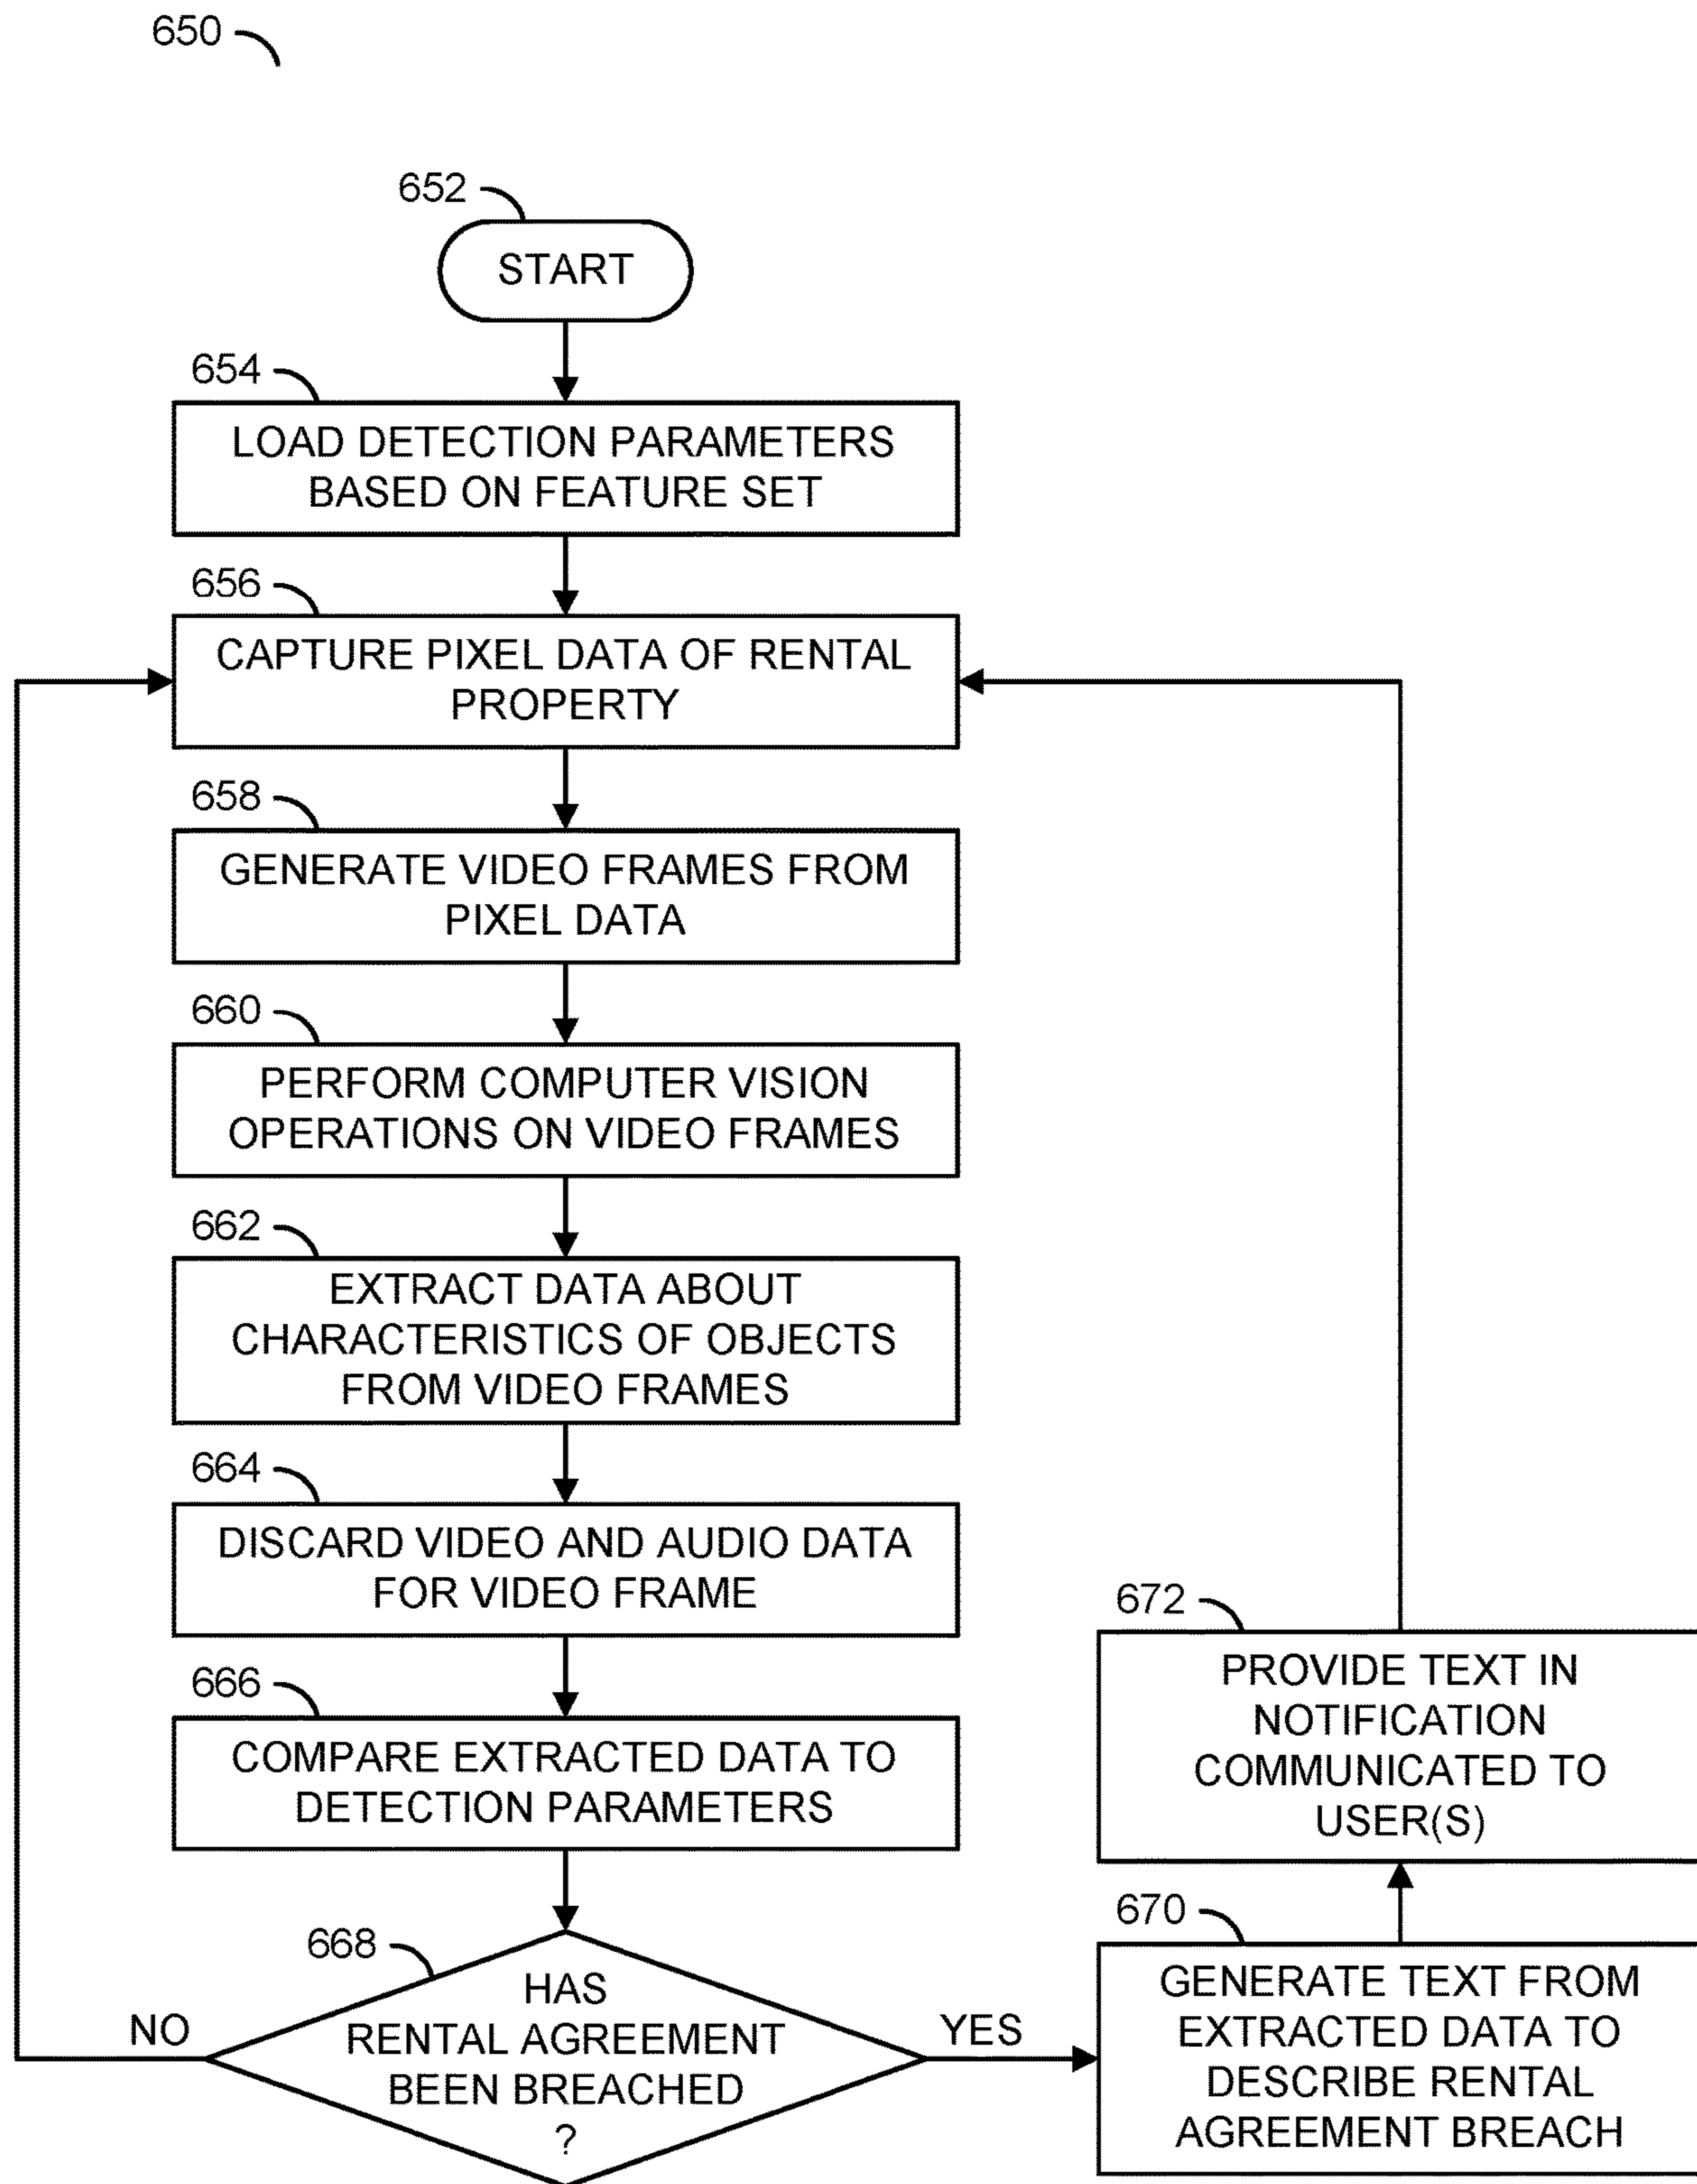 650
652
START
654
LOAD DETECTION PARAMETERS
BASED ON FEATURE SET
656
CAPTURE PIXEL DATA OF RENTAL
PROPERTY
658
GENERATE VIDEO FRAMES FROM
PIXEL DATA
660
PERFORM COMPUTER VISION
OPERATIONS ON VIDEO FRAMES
662
EXTRACT DATA ABOUT
CHARACTERISTICS OF OBJECTS
FROM VIDEO FRAMES
664
DISCARD VIDEO AND AUDIO DATA
FOR VIDEO FRAME
666
COMPARE EXTRACTED DATA TO
DETECTION PARAMETERS
668
HAS
RENTAL AGREEMENT
BEEN BREACHED
?
NO
YES
670
GENERATE TEXT FROM
EXTRACTED DATA TO
DESCRIBE RENTAL
AGREEMENT BREACH
672
PROVIDE TEXT IN
NOTIFICATION
COMMUNICATED TO
USER(S)